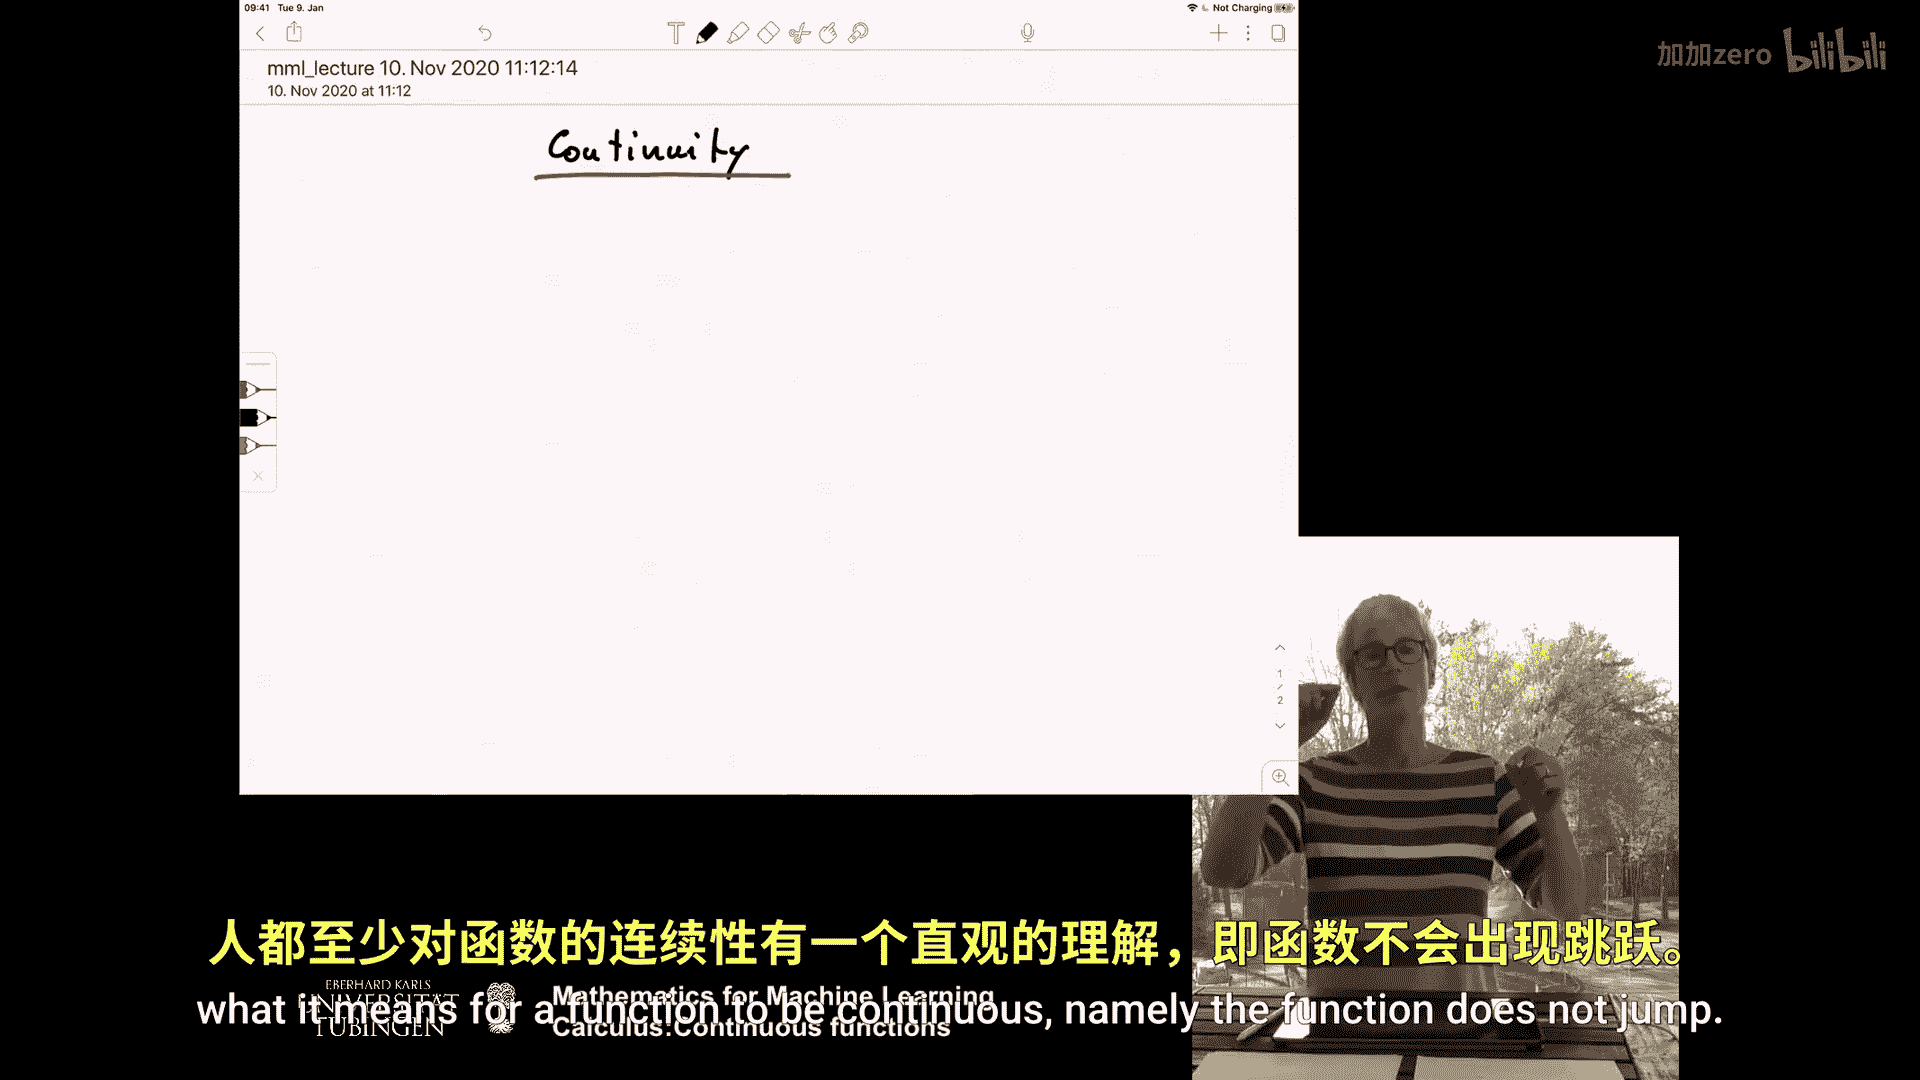 09:41 Tue 9. Jan
Not Charging
加加zero bilibili
T
mml_lecture 10. Nov 2020 11:12:14
10. Nov 2020 at 11:12
Continuity
1
2
人都至少对函数的连续性有一个直观的理解，即函数不会出现跳跃。
what it means for a function to be continuous, namely the function does not jump.
EBERHARD KARLS
UNIVERSITÄT
TÜBINGEN
Mathematics for Machine Learning
Calculus:Continuous functions